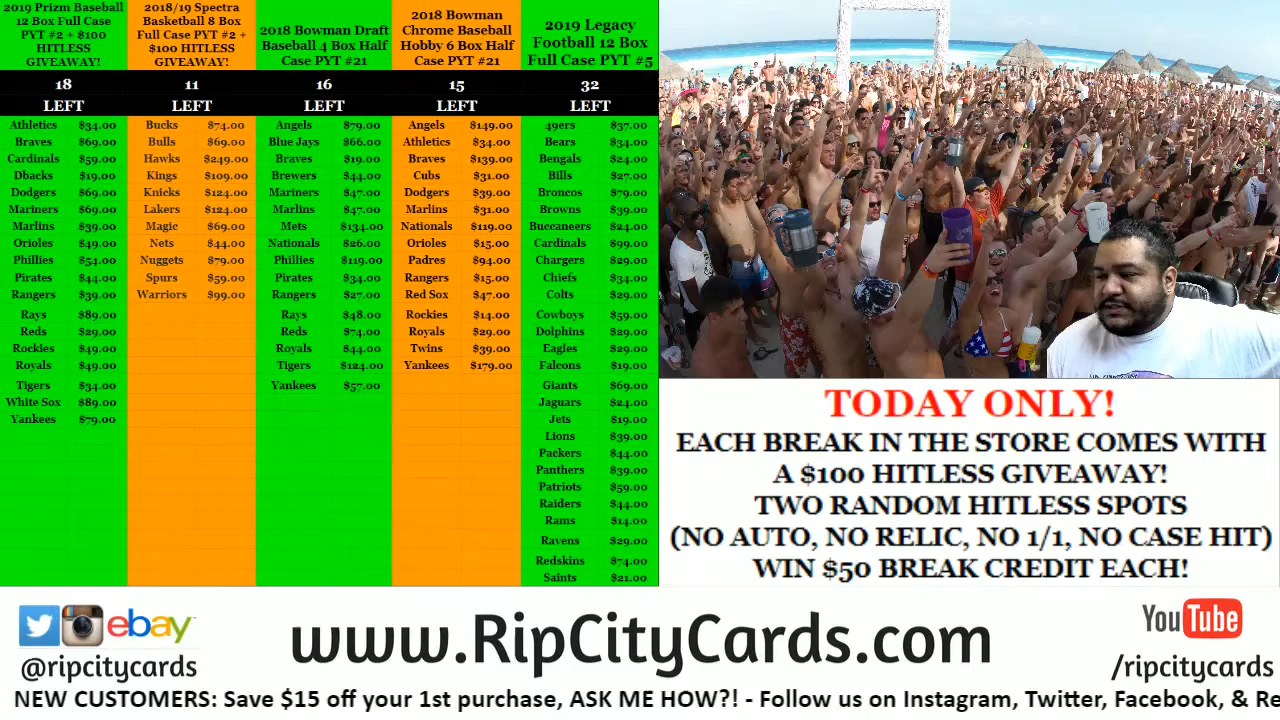 2019 Prizm Baseball
12 Box Full Case
PYT #2 + $100
HITLESS
GIVEAWAY!
18
LEFT
Athletics $34.00
Braves $69.00
Cardinals $59.00
Dbacks $19.00
Dodgers $69.00
Mariners $69.00
Marlins $39.00
Orioles $49.00
Phillies $54.00
Pirates $44.00
Rangers $39.00
Rays $89.00
Reds $29.00
Rockies $49.00
Royals $49.00
Tigers $34.00
White Sox $89.00
Yankees $79.00
2018/19 Spectra
Basketball 8 Box
Full Case PYT #2 +
$100 HITLESS
GIVEAWAY!
11
LEFT
Bucks $74.00
Bulls $69.00
Hawks $249.00
Kings $109.00
Knicks $124.00
Lakers $124.00
Magic $69.00
Nets $44.00
Nuggets $79.00
Spurs $59.00
Warriors $99.00
2018 Bowman Draft
Baseball 4 Box Half
Case PYT #21
16
LEFT
Angels $79.00
Blue Jays $66.00
Braves $19.00
Brewers $44.00
Mariners $47.00
Marlins $47.00
Mets $134.00
Nationals $26.00
Phillies $119.00
Pirates $34.00
Rangers $27.00
Rays $48.00
Reds $74.00
Royals $44.00
Tigers $124.00
Yankees $57.00
2018 Bowman
Chrome Baseball
Hobby 6 Box Half
Case PYT #21
15
LEFT
Angels $149.00
Athletics $34.00
Braves $139.00
Cubs $31.00
Dodgers $39.00
Marlins $31.00
Nationals $119.00
Orioles $15.00
Padres $94.00
Rangers $15.00
Red Sox $47.00
Rockies $14.00
Royals $29.00
Twins $39.00
Yankees $179.00
2019 Legacy
Football 12 Box
Full Case PYT #5
32
LEFT
49ers $37.00
Bears $34.00
Bengals $24.00
Bills $27.00
Broncos $79.00
Browns $39.00
Buccaneers $24.00
Cardinals $99.00
Chargers $29.00
Chiefs $34.00
Colts $29.00
Cowboys $59.00
Dolphins $29.00
Eagles $29.00
Falcons $19.00
Giants $69.00
Jaguars $24.00
Jets $19.00
Lions $39.00
Packers $44.00
Panthers $39.00
Patriots $59.00
Raiders $44.00
Rams $14.00
Ravens $29.00
Redskins $74.00
Saints $21.00
TODAY ONLY!
EACH BREAK IN THE STORE COMES WITH
A $100 HITLESS GIVEAWAY!
TWO RANDOM HITLESS SPOTS
(NO AUTO, NO RELIC, NO 1/1, NO CASE HIT)
WIN $50 BREAK CREDIT EACH!
ebay
@ripcitycards
www.RipCityCards.com
YouTube
/ripcitycards
NEW CUSTOMERS: Save $15 off your 1st purchase, ASK ME HOW?! - Follow us on Instagram, Twitter, Facebook, & Re